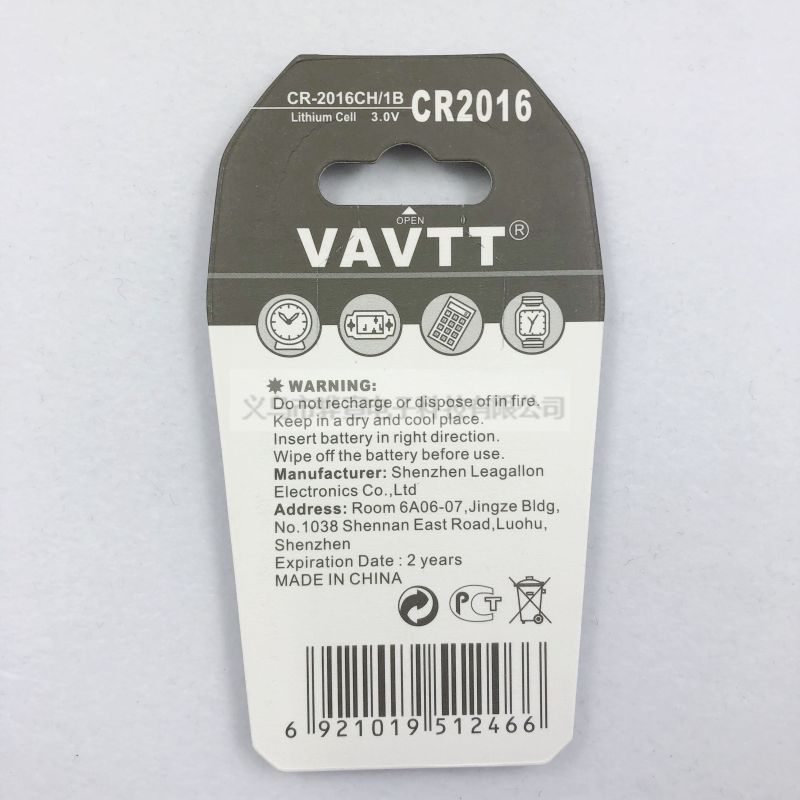 CR-2016CH/1B CR2016
Lithium Cell 3.0V
OPEN
VAVTT®
WARNING:
Do not recharge or dispose of in fire.
Keep in a dry and cool place.
Insert battery in right direction.
Wipe off the battery before use.
Manufacturer: Shenzhen Leagallon
Electronics Co.,Ltd
Address: Room 6A06-07,Jingze Bldg,
No.1038 Shennan East Road,Luohu,
Shenzhen
Expiration Date : 2 years
MADE IN CHINA
6 921019 512466